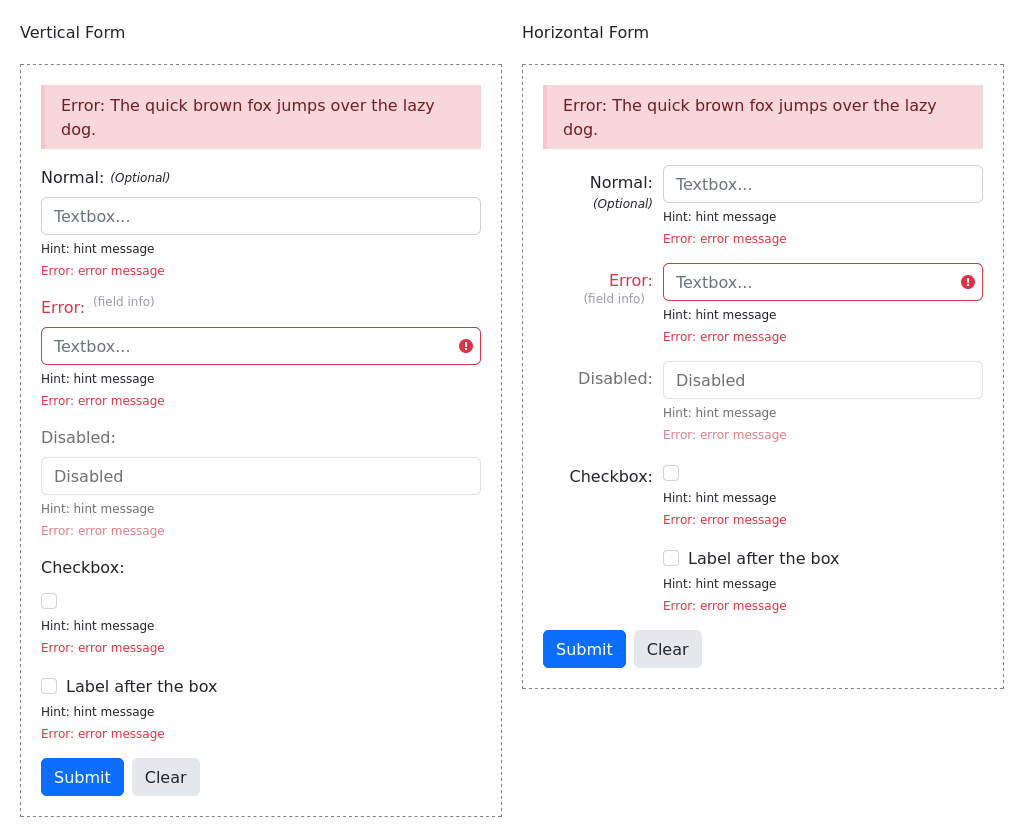 Vertical Form
Error: The quick brown fox jumps over the lazy
dog.
Normal: (Optional)
Textbox...
Hint: hint message
Error: error message
Error: (field info)
Textbox...
Hint: hint message
Error: error message
Disabled:
Disabled
Hint: hint message
Error: error message
Checkbox:
Hint: hint message
Error: error message
Label after the box
Hint: hint message
Error: error message
Submit Clear
Horizontal Form
Error: The quick brown fox jumps over the lazy
dog.
Normal: Textbox...
(Optional)
Hint: hint message
Error: error message
Error: Textbox...
(field info)
Hint: hint message
Error: error message
Disabled: Disabled
Hint: hint message
Error: error message
Checkbox:
Hint: hint message
Error: error message
Label after the box
Hint: hint message
Error: error message
Submit Clear